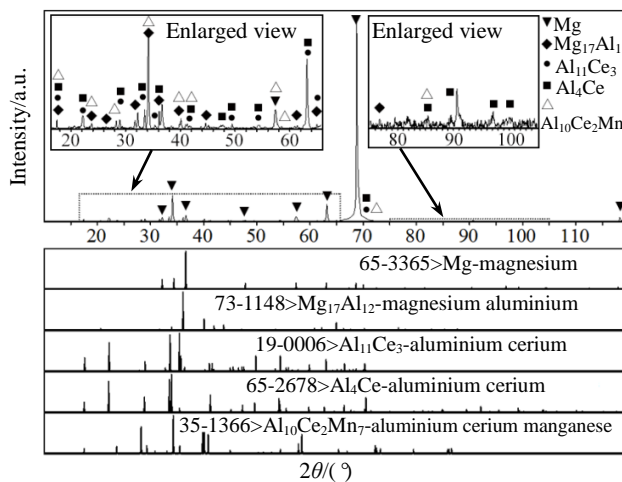 Enlarged view
Enlarged view
Mg
Mg17Al1
Al11Ce3
Al4Ce
Al10Ce2Mn
20 30 40 50 60
80 90 100
Intensity/a.u.
20 30 40 50 60 70 80 90 100 105 115
65-3365>Mg-magnesium
73-1148>Mg17Al12-magnesium aluminium
19-0006>Al11Ce3-aluminium cerium
65-2678>Al4Ce-aluminium cerium
35-1366>Al10Ce2Mn7-aluminium cerium manganese
2θ/(°)